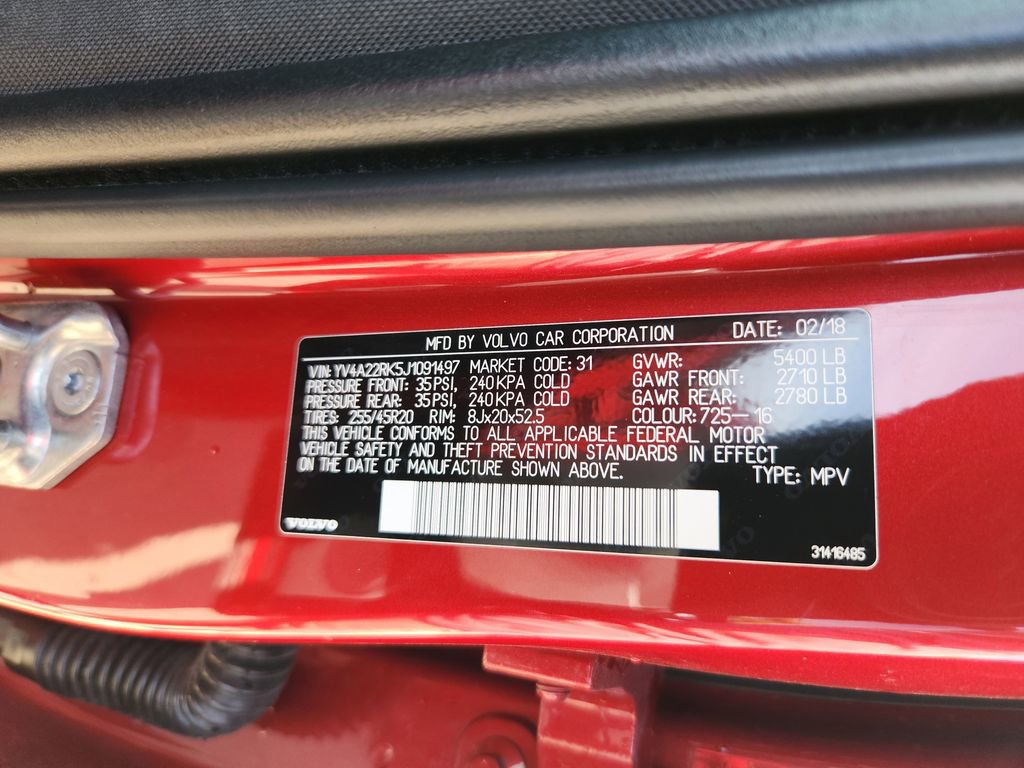 MFD BY VOLVO CAR CORPORATION DATE: 02/18
VIN: YV4A22RK5J1091497 MARKET CODE: 31 GVWR: 5400 LB
PRESSURE FRONT: 35 PSI, 240 KPA COLD GAWR FRONT: 2710 LB
PRESSURE REAR: 35 PSI, 240 KPA COLD GAWR REAR: 2780 LB
TIRES: 255/45R20 RIM: 8Jx20x52.5 COLOUR: 725-16
THIS VEHICLE CONFORMS TO ALL APPLICABLE FEDERAL MOTOR
VEHICLE SAFETY AND THEFT PREVENTION STANDARDS IN EFFECT
ON THE DATE OF MANUFACTURE SHOWN ABOVE. TYPE: MPV
VOLVO
31416485